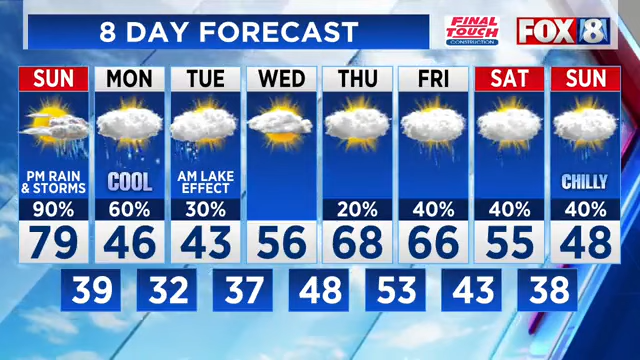 8 DAY FORECAST
FINAL
TOUCH
CONSTRUCTION
FOX 8
SUN MON TUE WED THU FRI SAT SUN
PM RAIN
& STORMS
COOL
AM LAKE
EFFECT
CHILLY
90% 60% 30% 20% 40% 40% 40%
79 46 43 56 68 66 55 48
39 32 37 48 53 43 38